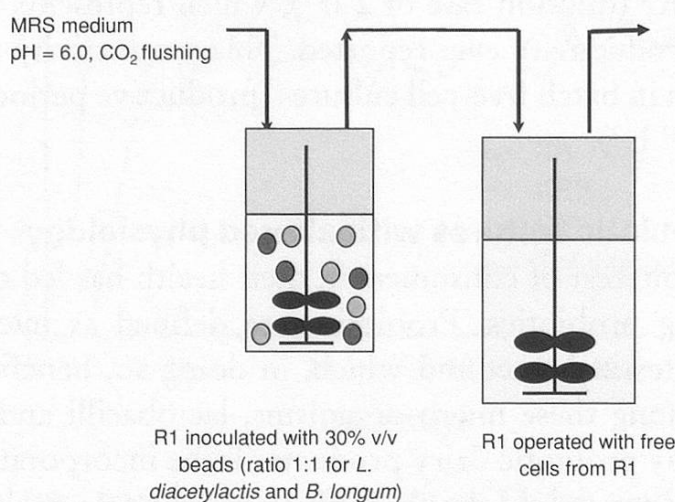 MRS medium
pH = 6.0, CO₂ flushing
R1 inoculated with 30% v/v
beads (ratio 1:1 for L.
diacetylactis and B. longum)
R1 operated with free
cells from R1